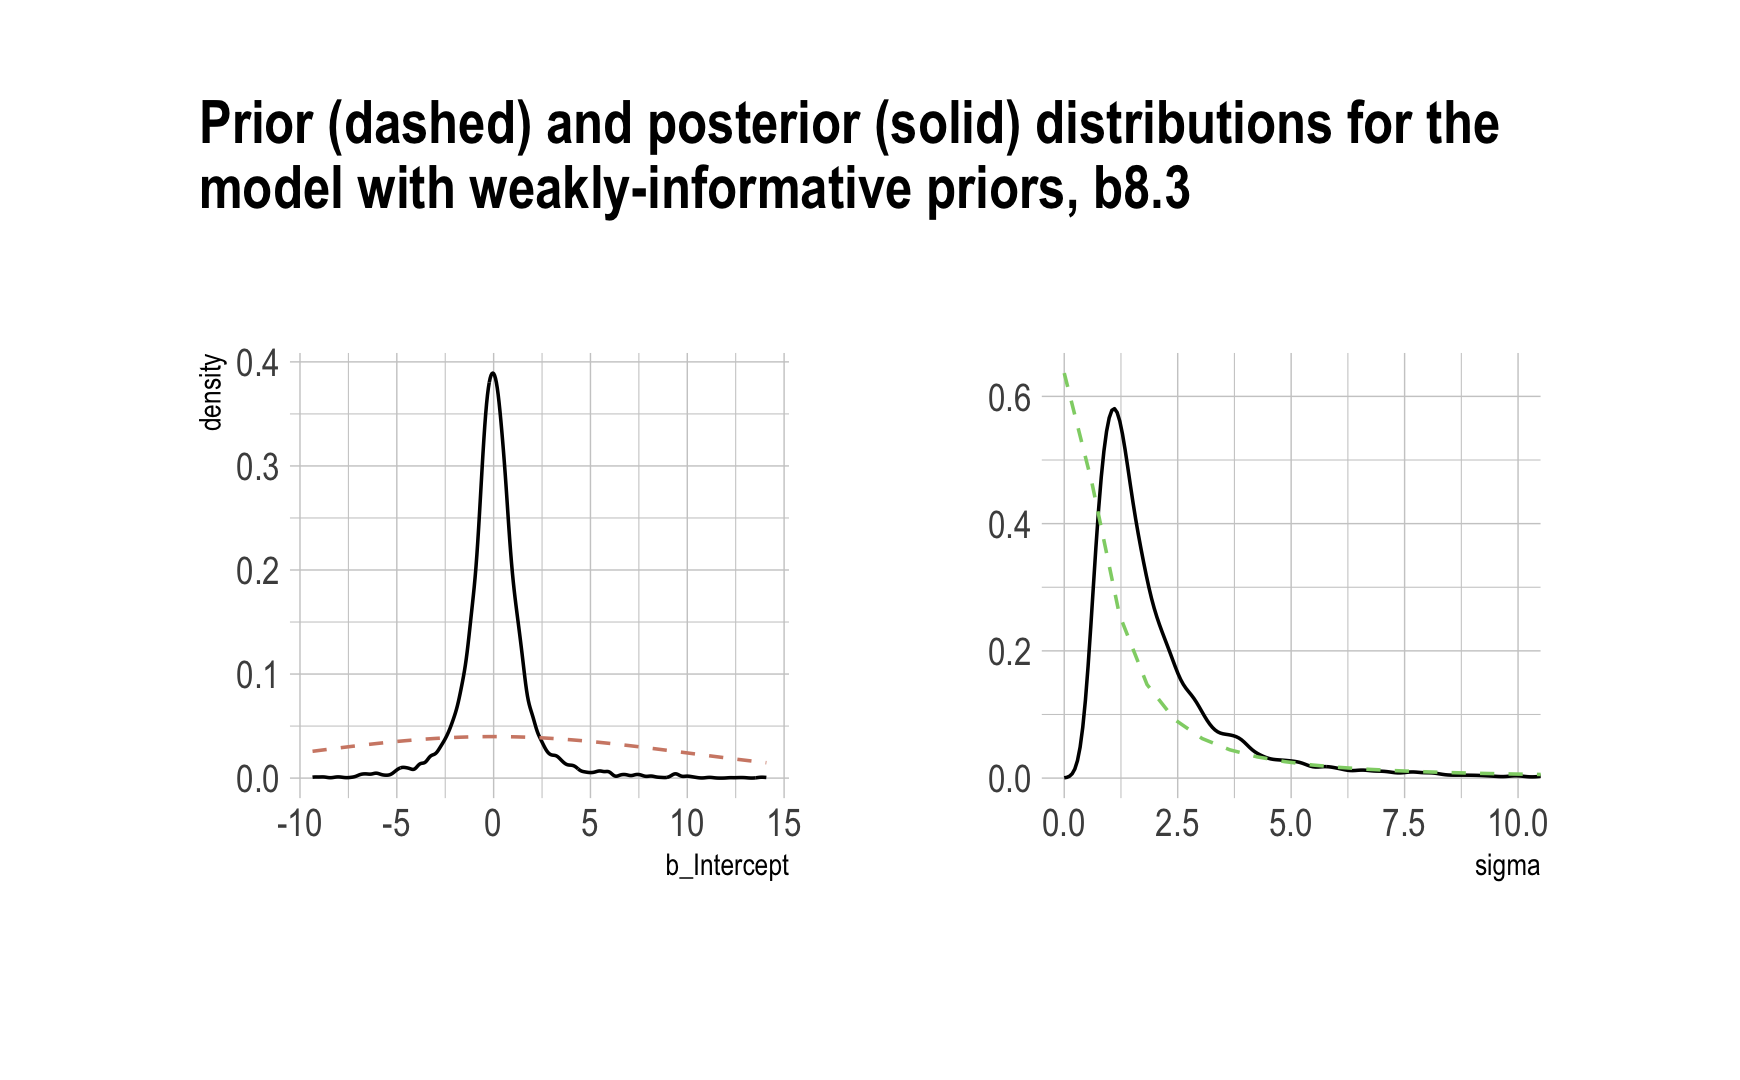 Prior (dashed) and posterior (solid) distributions for the
model with weakly-informative priors, b8.3
density
0.4
0.3
0.2
0.1
0.0
-10 -5 0 5 10 15
b_Intercept
0.6
0.4
0.2
0.0
0.0 2.5 5.0 7.5 10.0
sigma